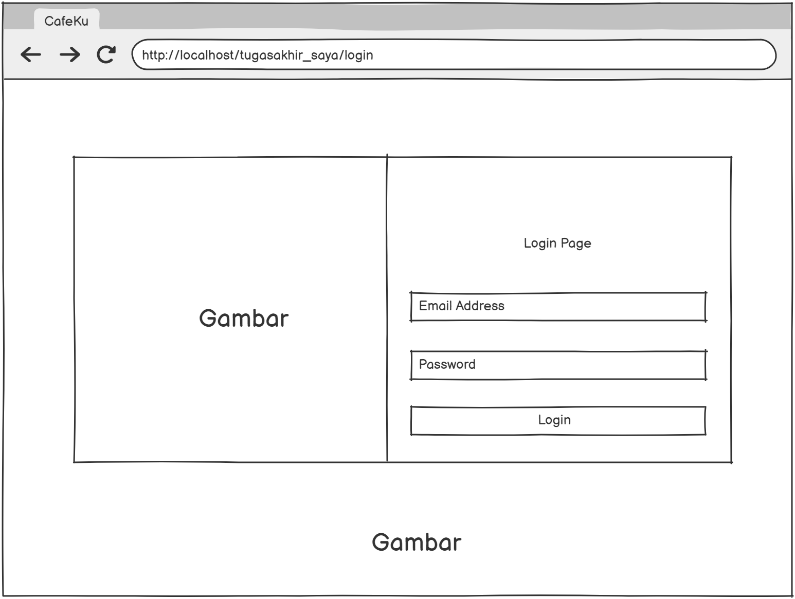 CafeKu
http://localhost/tugasakhir_saya/login
Login Page
Gambar
Email Address
Password
Login
Gambar